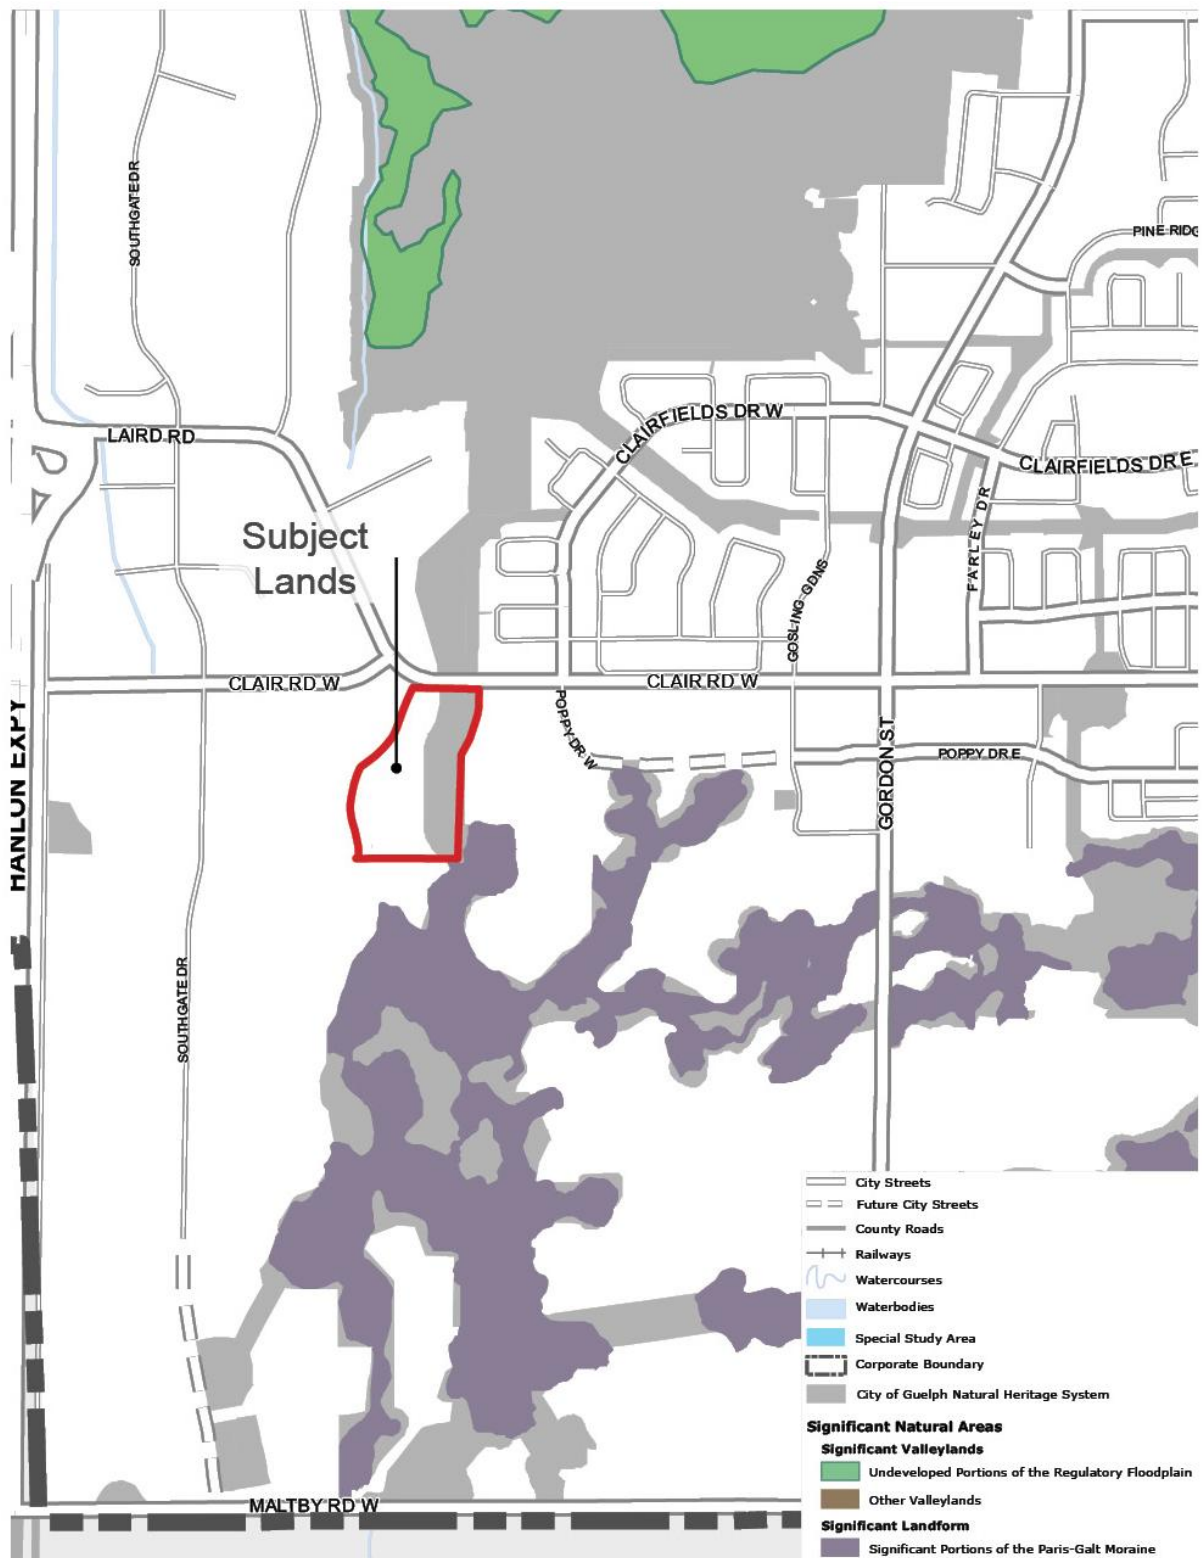 SOUTHGATE DR
PINE RIDG
CLAIRFIELDS DR W
LAIRD RD
CLAIRFIELDS DR E
FARLEY DR
Subject
Lands
GOSLING GDNS
CLAIR RD W
CLAIR RD W
HANLON EXPY
POPPY DR W
GORDON ST
POPPY DR E
SOUTHGATE DR
City Streets
Future City Streets
County Roads
Railways
Watercourses
Waterbodies
Special Study Area
Corporate Boundary
City of Guelph Natural Heritage System
Significant Natural Areas
Significant Valleylands
Undeveloped Portions of the Regulatory Floodplain
Other Valleylands
Significant Landform
Significant Portions of the Paris-Galt Moraine
MALTBY RD W